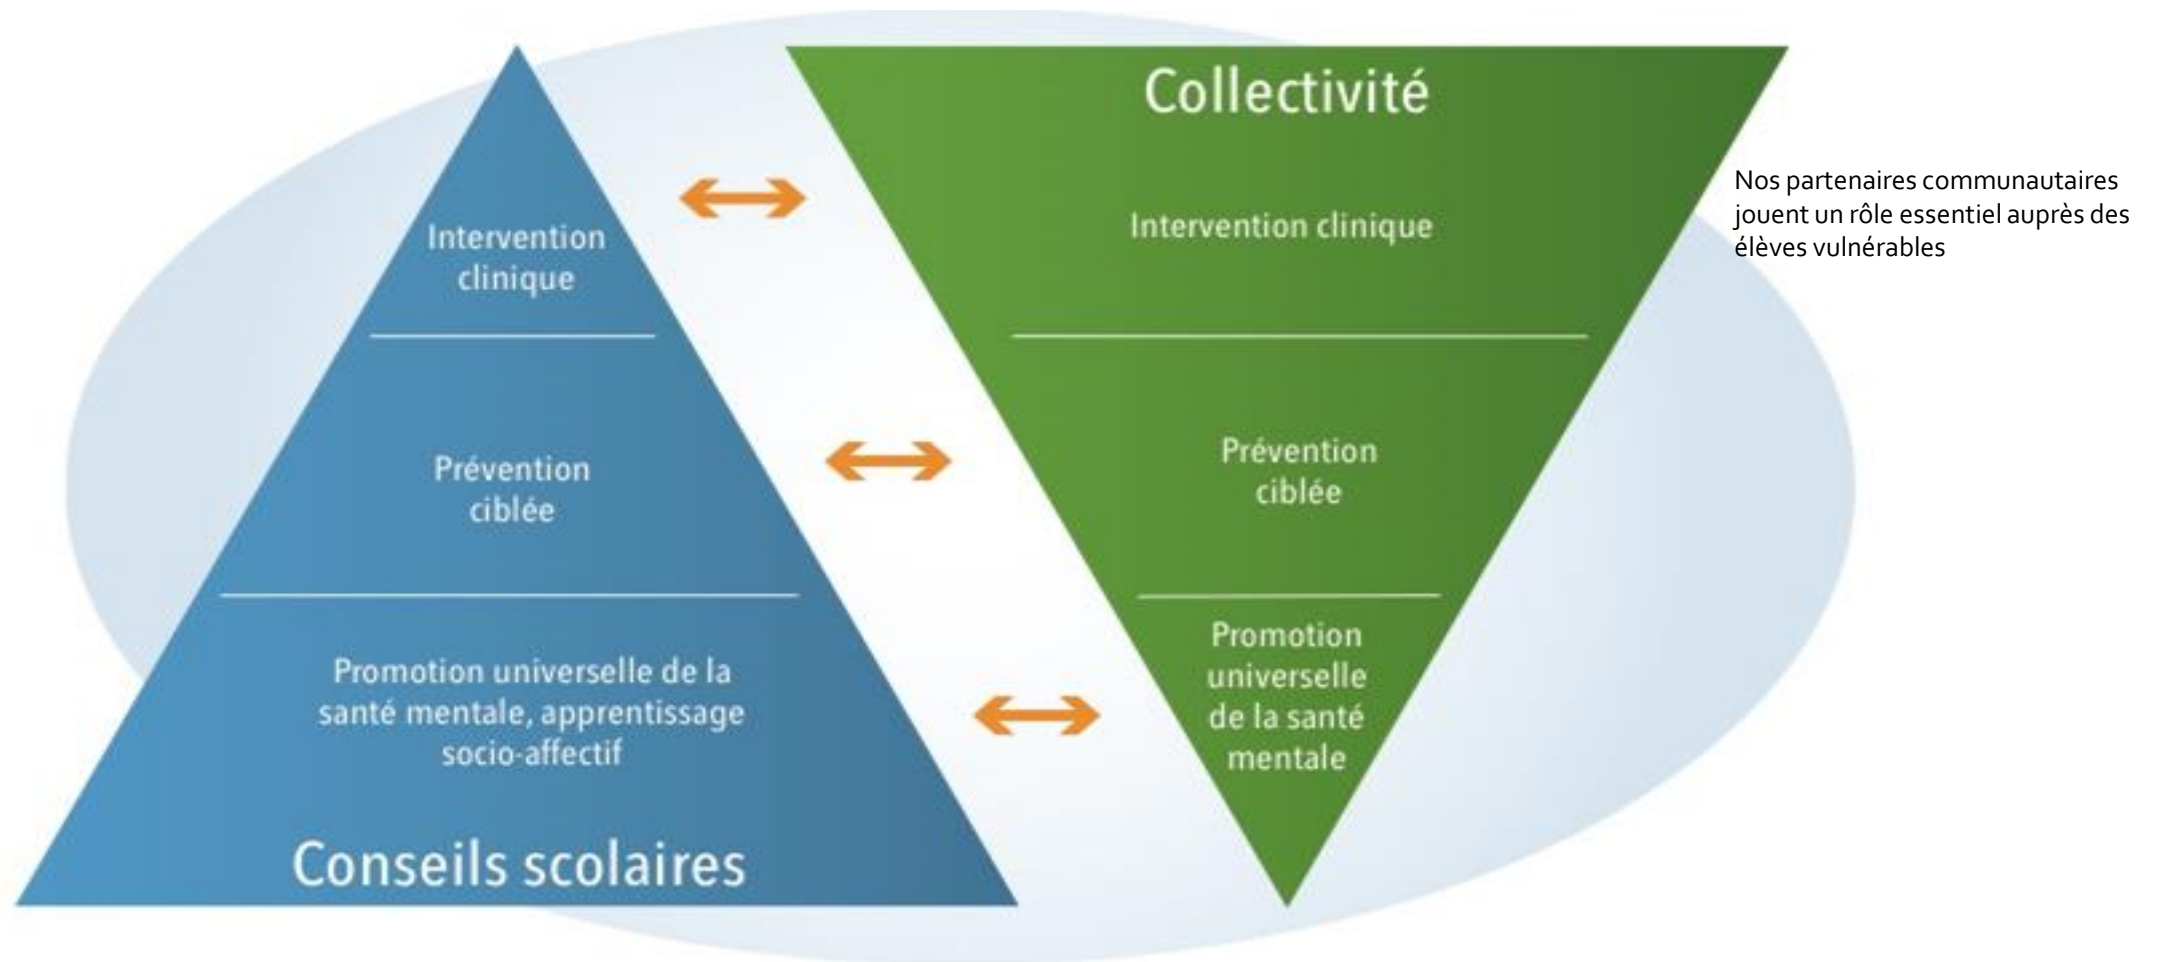 Intervention
clinique
Prévention
ciblée
Promotion universelle de la
santé mentale, apprentissage
socio-affectif
Conseils scolaires
Collectivité
Intervention clinique
Prévention
ciblée
Promotion
universelle
de la santé
mentale
Nos partenaires communautaires
jouent un rôle essentiel auprès des
élèves vulnérables